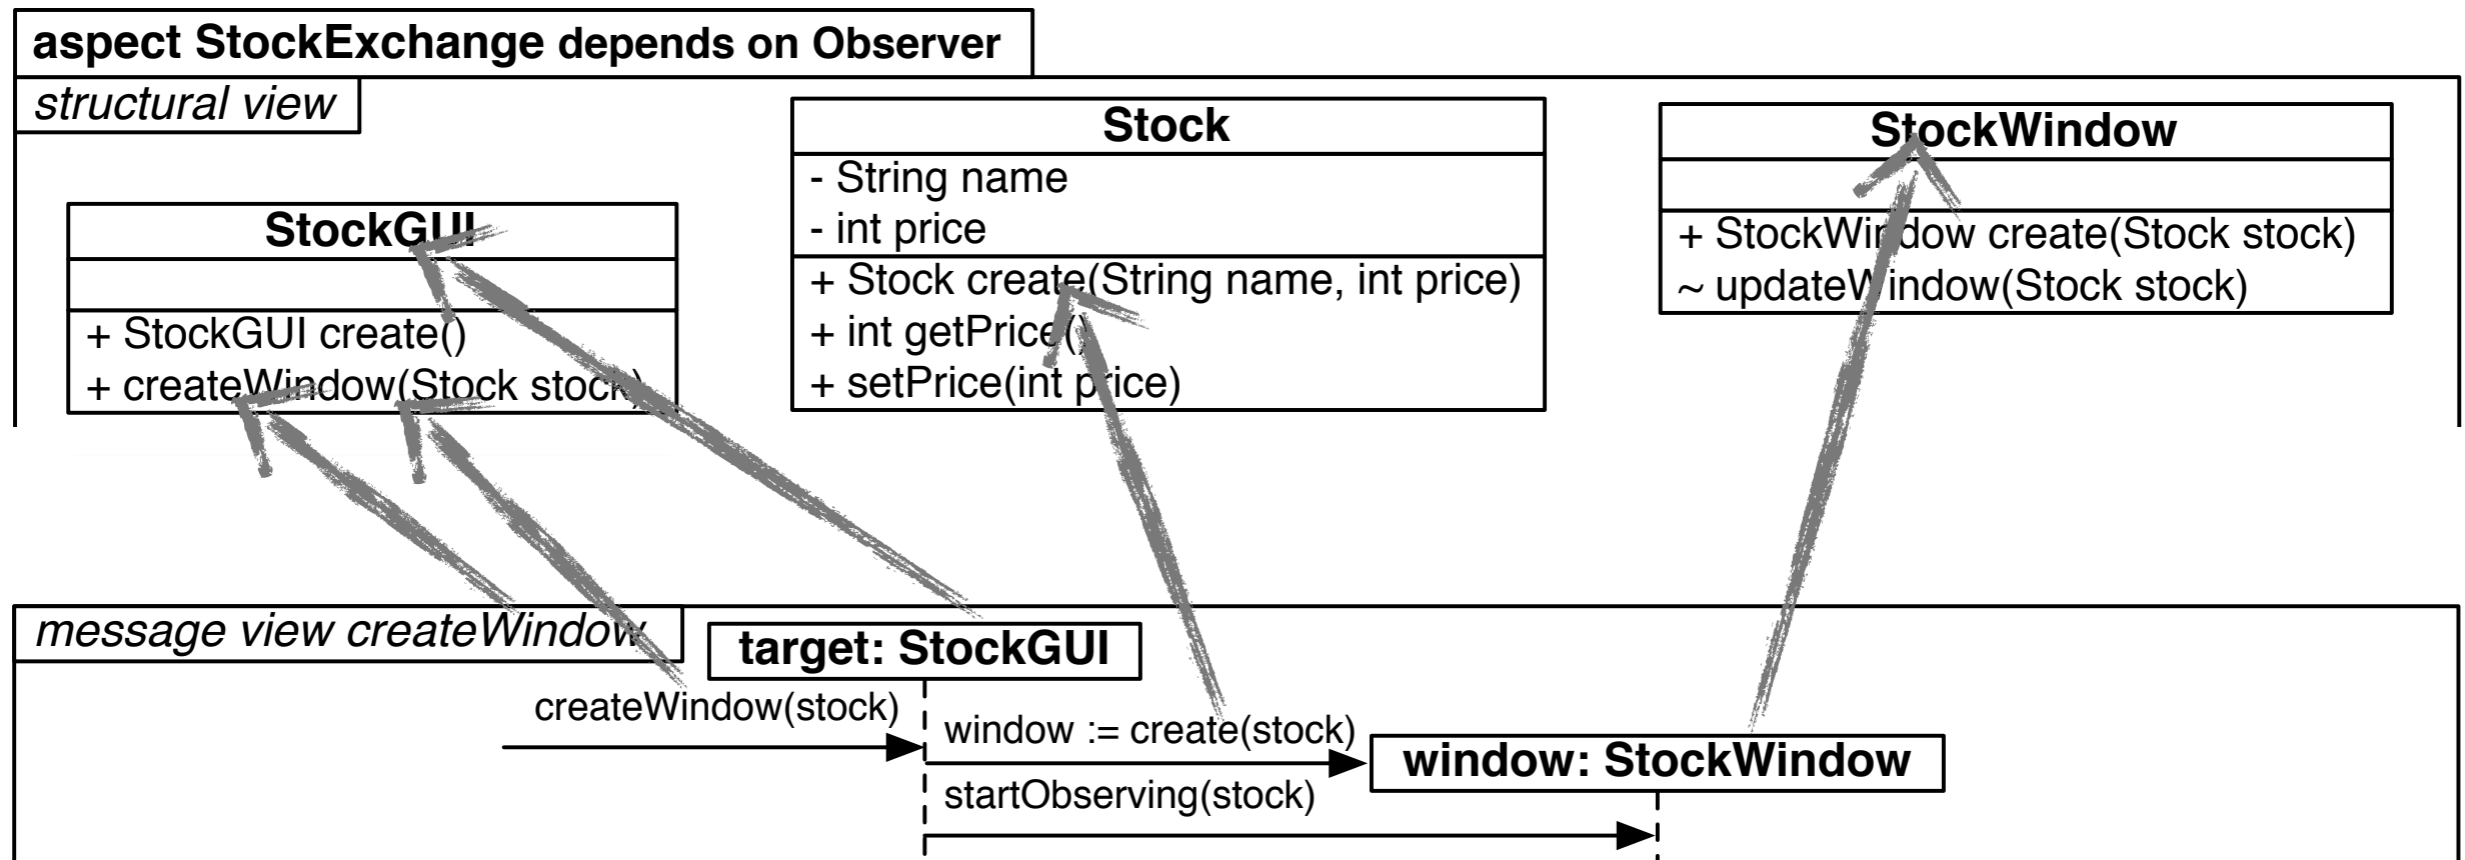 aspect StockExchange depends on Observer
structural view
StockGUI
+ StockGUI create()
+ createWindow(Stock stock)
Stock
- String name
- int price
+ Stock create(String name, int price)
+ int getPrice()
+ setPrice(int price)
StockWindow
+ StockWindow create(Stock stock)
~ updateWindow(Stock stock)
message view createWindow
target: StockGUI
createWindow(stock)
window := create(stock)
window: StockWindow
startObserving(stock)